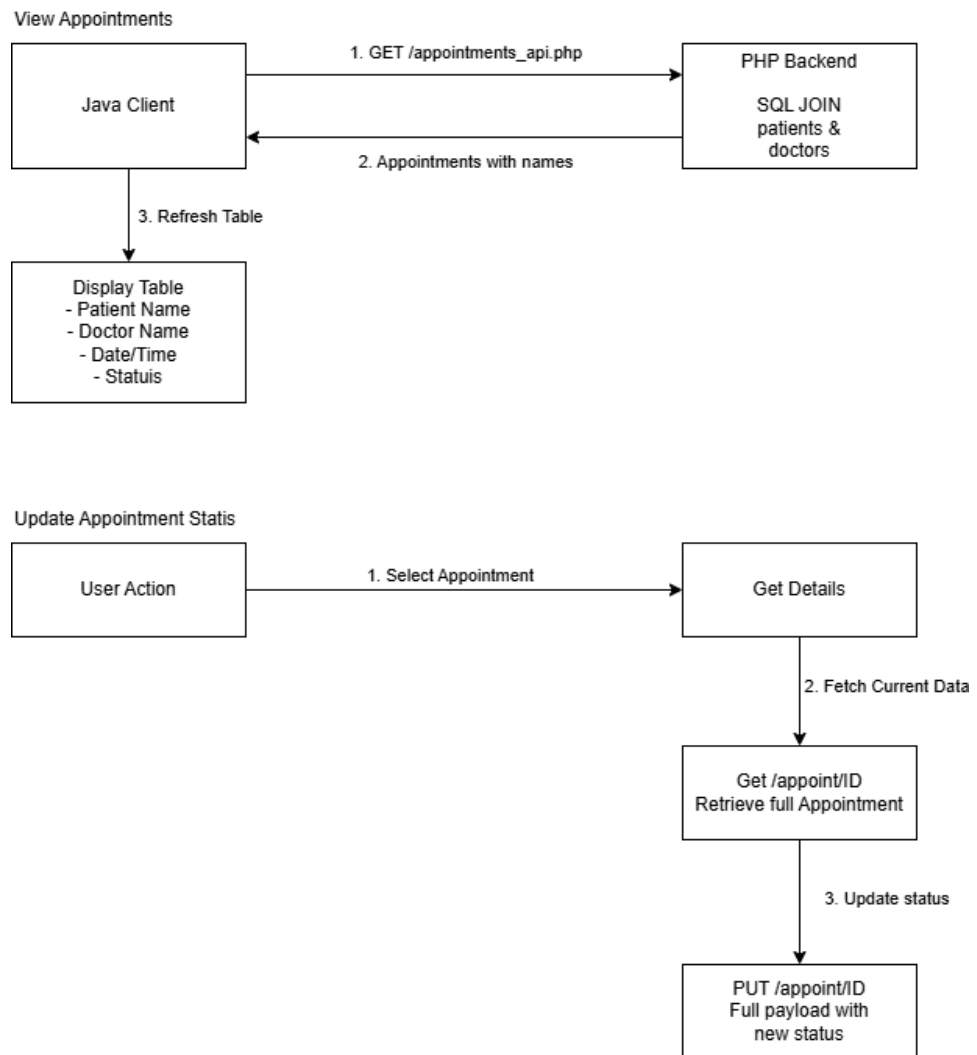 View Appointments
1. GET /appointments_api.php
PHP Backend
Java Client
SQL JOIN
patients &
doctors
2. Appointments with names
3. Refresh Table
Display Table
- Patient Name
- Doctor Name
- Date/Time
- Statuis
Update Appointment Statis
User Action
1. Select Appointment
Get Details
2. Fetch Current Data
Get /appoint/ID
Retrieve full Appointment
3. Update status
PUT /appoint/ID
Full payload with
new status